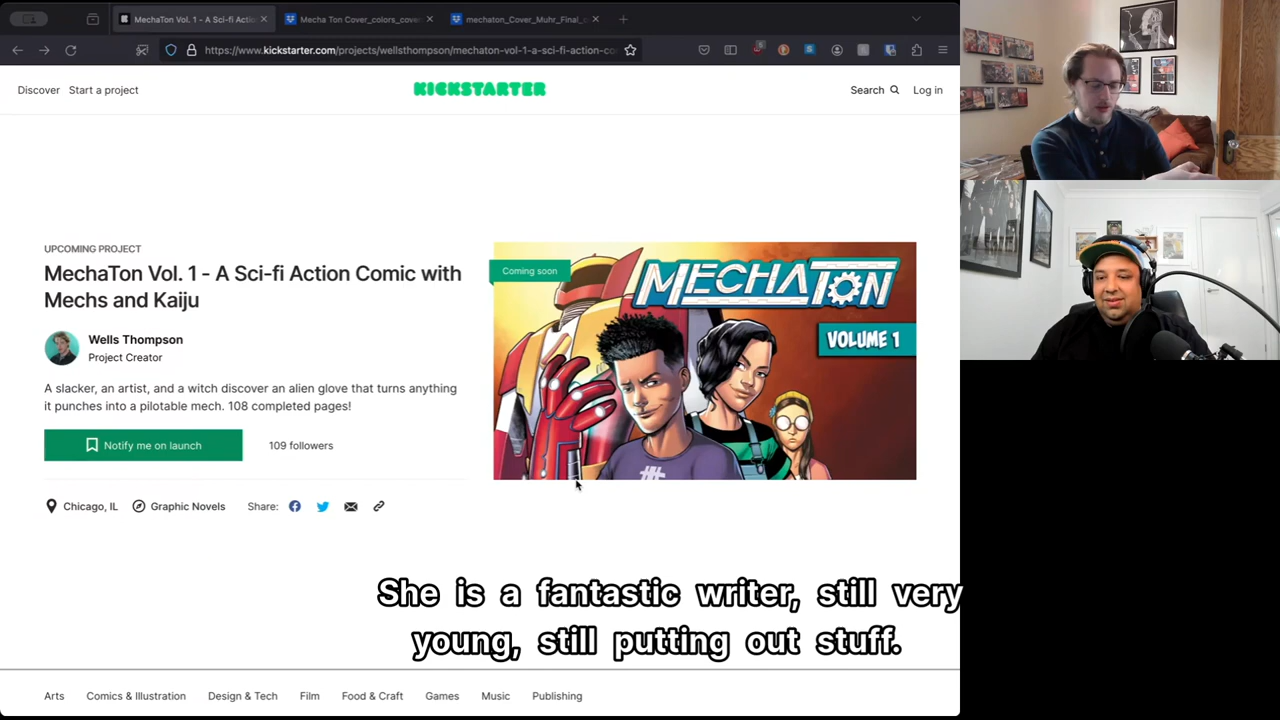 MechaTon Vol. 1 - A Sci-fi Actio
Mecha Ton Cover_colors_cove
mechaton_Cover_Muhr_Final_c
https://www.kickstarter.com/projects/wellsthompson/mechaton-vol-1-a-sci-fi-action-co
Discover Start a project
KICKSTARTER
Search Log in
UPCOMING PROJECT
MechaTon Vol. 1 - A Sci-fi Action Comic with
Mechs and Kaiju
Wells Thompson
Project Creator
A slacker, an artist, and a witch discover an alien glove that turns anything
it punches into a pilotable mech. 108 completed pages!
Notify me on launch 109 followers
Chicago, IL Graphic Novels Share:
Coming soon
MECHATON
VOLUME 1
She is a fantastic writer, still very
young, still putting out stuff.
Arts Comics & Illustration Design & Tech Film Food & Craft Games Music Publishing